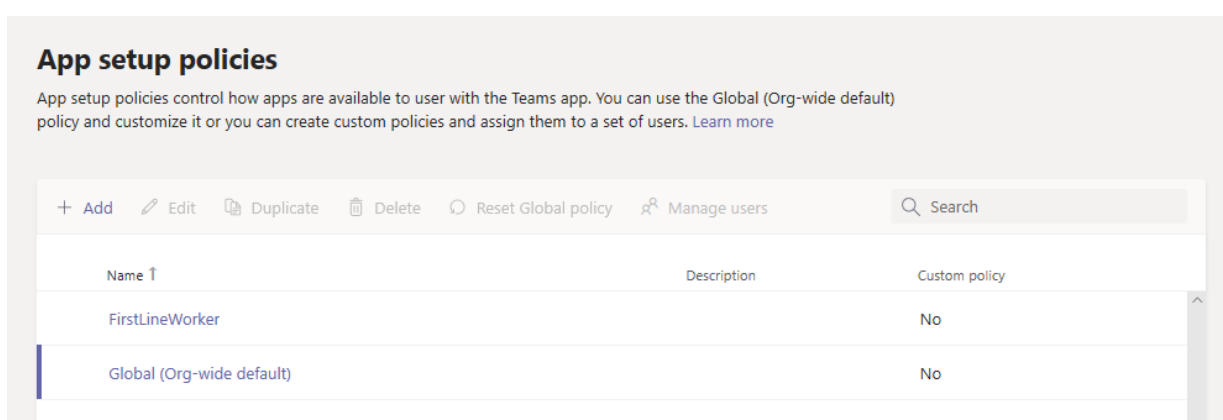 App setup policies
App setup policies control how apps are available to user with the Teams app. You can use the Global (Org-wide default)
policy and customize it or you can create custom policies and assign them to a set of users. Learn more
+ Add Edit Duplicate Delete Reset Global policy Manage users Search
Name ↑ Description Custom policy
FirstLineWorker No
Global (Org-wide default) No